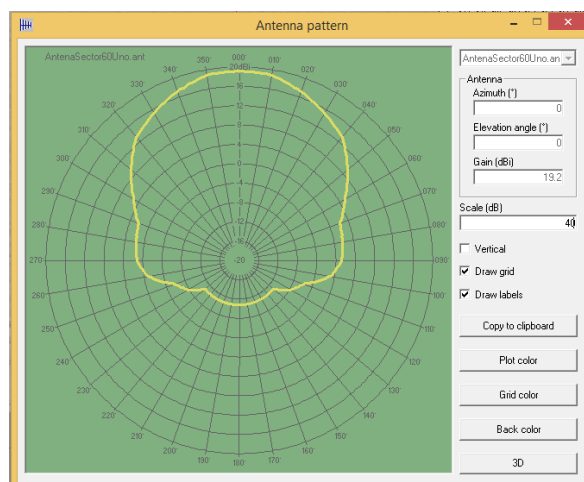 Antenna pattern
AntenaSector60Uno.ant
000°
010°
020°
030°
040°
050°
060°
070°
080°
090°
100°
110°
120°
130°
140°
150°
160°
170°
180°
190°
200°
210°
220°
230°
240°
250°
260°
270°
280°
290°
300°
310°
320°
330°
340°
350°
20dBi
16
12
8
4
0
-4
-8
-12
-16
-20
AntenaSector60Uno.an
Antenna
Azimuth (°)
0
Elevation angle (°)
0
Gain (dBi)
19.2
Scale (dB)
40
Vertical
Draw grid
Draw labels
Copy to clipboard
Plot color
Grid color
Back color
3D